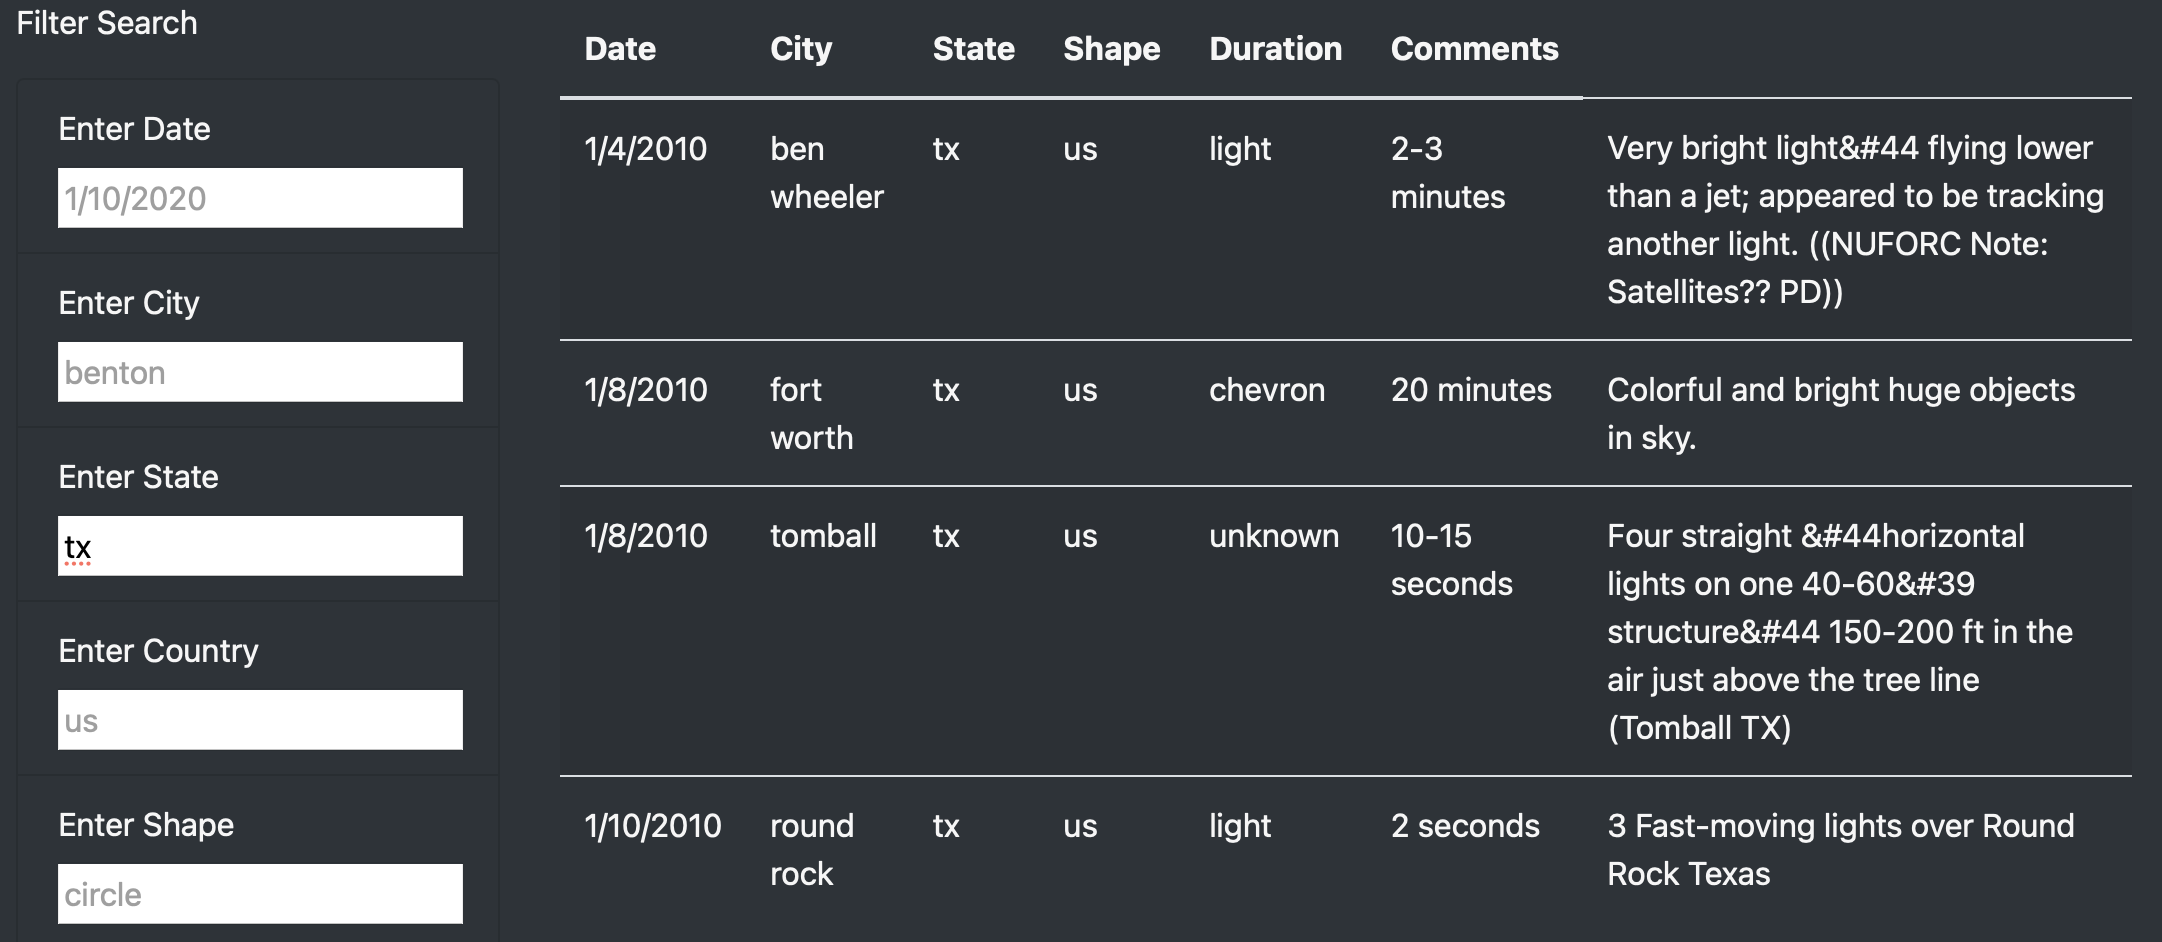 Filter Search
Enter Date
1/10/2020
Enter City
benton
Enter State
tx
Enter Country
us
Enter Shape
circle
Date City State Shape Duration Comments
1/4/2010 ben tx us light 2-3 Very bright light&#44 flying lower
wheeler minutes than a jet; appeared to be tracking
another light. ((NUFORC Note:
Satellites?? PD))
1/8/2010 fort tx us chevron 20 minutes Colorful and bright huge objects
worth in sky.
1/8/2010 tomball tx us unknown 10-15 Four straight &#44horizontal
seconds lights on one 40-60&#39
structure&#44 150-200 ft in the
air just above the tree line
(Tomball TX)
1/10/2010 round tx us light 2 seconds 3 Fast-moving lights over Round
rock Rock Texas